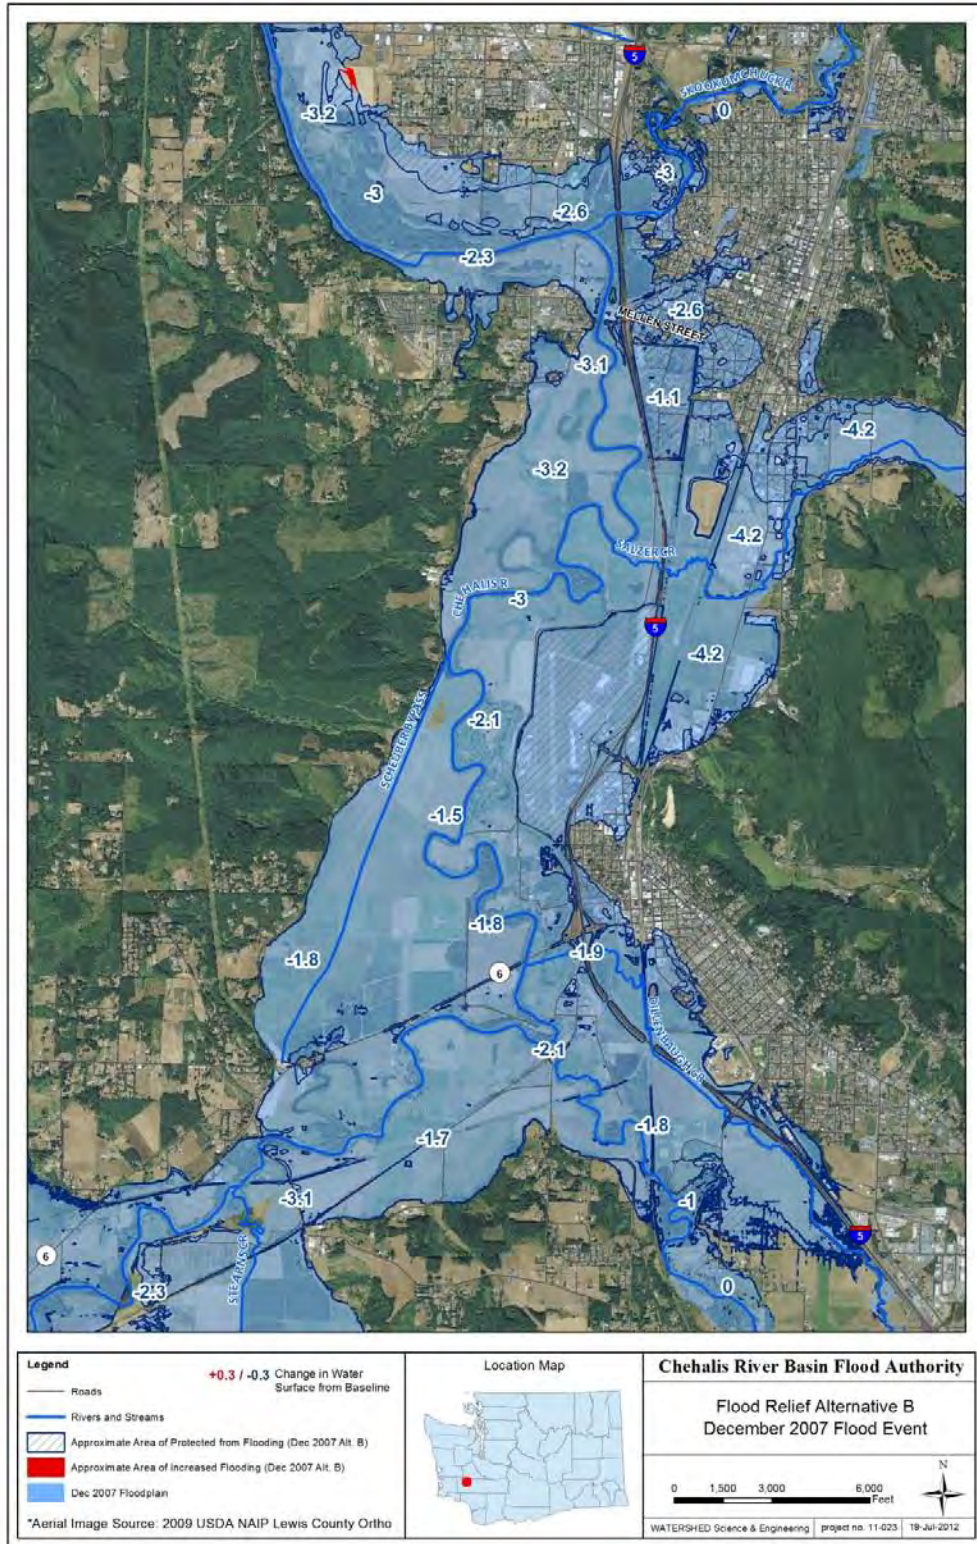 5
SKOOKUMCHUCK R
0
-3.2
-3
-3
-2.6
-2.3
-2.6
MELLEN STREET
-3.1
-1.1
-4.2
-3.2
-4.2
SALZER CR
CHEHALIS R
-3
5
-4.2
SCHEUBER BYPASS
-2.1
-1.5
-1.8
-1.8
-1.9
6
DILLENBAUGH CR
-2.1
-1.7
-1.8
-3.1
-1
6
STEARNS CR
5
-2.3
0
Legend
+0.3 / -0.3 Change in Water
Surface from Baseline
Roads
Rivers and Streams
Approximate Area of Protected from Flooding (Dec 2007 Alt. B)
Approximate Area of Increased Flooding (Dec 2007 Alt. B)
Dec 2007 Floodplain
*Aerial Image Source: 2009 USDA NAIP Lewis County Ortho
Location Map
Chehalis River Basin Flood Authority
Flood Relief Alternative B
December 2007 Flood Event
N
0 1,500 3,000 6,000
Feet
WATERSHED Science & Engineering project no. 11-023 19-Jul-2012